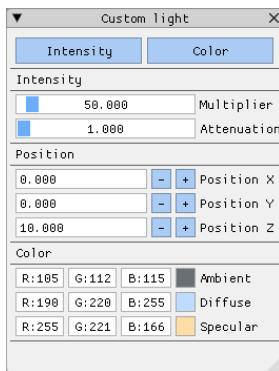 ▼ Custom light ✕
Intensity Color
Intensity
50.000 Multiplier
1.000 Attenuation
Position
0.000 - + Position X
0.000 - + Position Y
10.000 - + Position Z
Color
R:105 G:112 B:115 Ambient
R:190 G:220 B:255 Diffuse
R:255 G:221 B:166 Specular